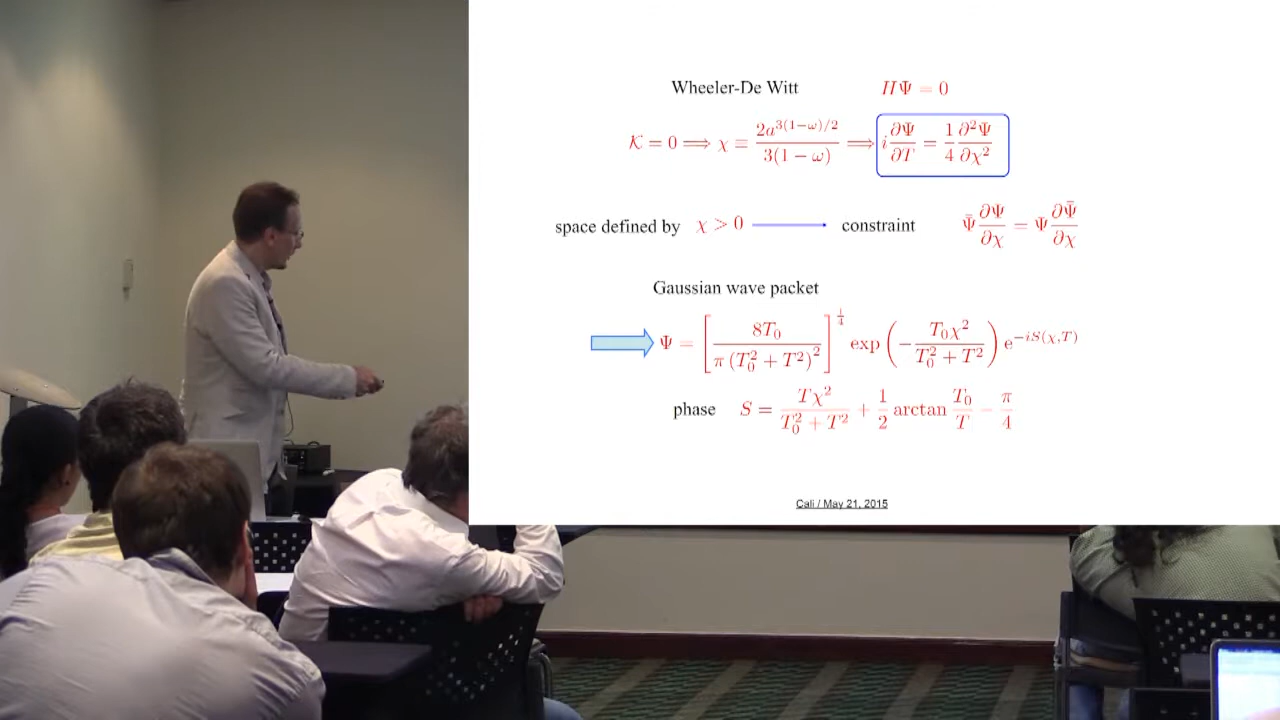 Wheeler-De Witt HΨ = 0
𝒦 = 0 ⟹ χ ≡ 2a^{3(1−ω)/2} / 3(1 − ω) ⟹ i ∂Ψ/∂T = 1/4 ∂²Ψ/∂χ²
space defined by χ > 0 ⟶ constraint Ψ̄ ∂Ψ/∂χ = Ψ ∂Ψ̄/∂χ
Gaussian wave packet
Ψ = [ 8T₀ / π (T₀² + T²)² ]^{1/4} exp ( − T₀χ² / T₀² + T² ) e^{−iS(χ,T)}
phase S = Tχ² / T₀² + T² + 1/2 arctan T₀/T − π/4
Cali / May 21, 2015